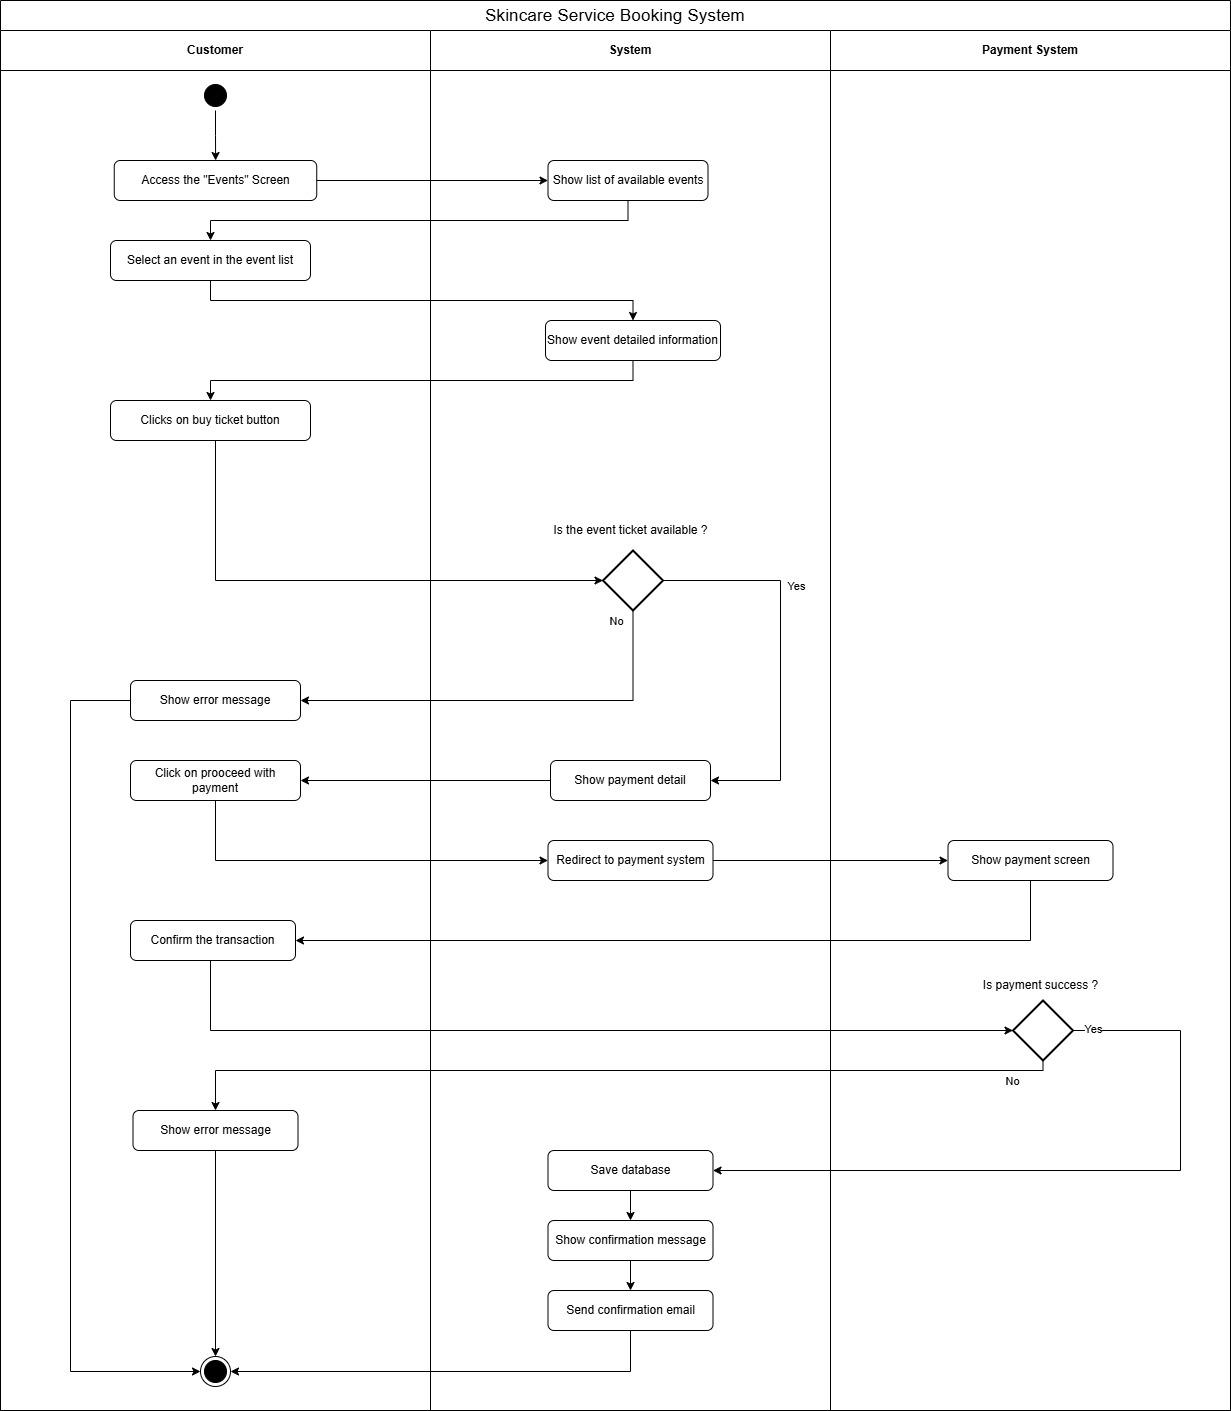 Skincare Service Booking System
Customer
System
Payment System
Access the "Events" Screen
Show list of available events
Select an event in the event list
Show event detailed information
Clicks on buy ticket button
Is the event ticket available ?
Yes
No
Show error message
Click on prooceed with
payment
Show payment detail
Redirect to payment system
Show payment screen
Confirm the transaction
Is payment success ?
Yes
No
Show error message
Save database
Show confirmation message
Send confirmation email